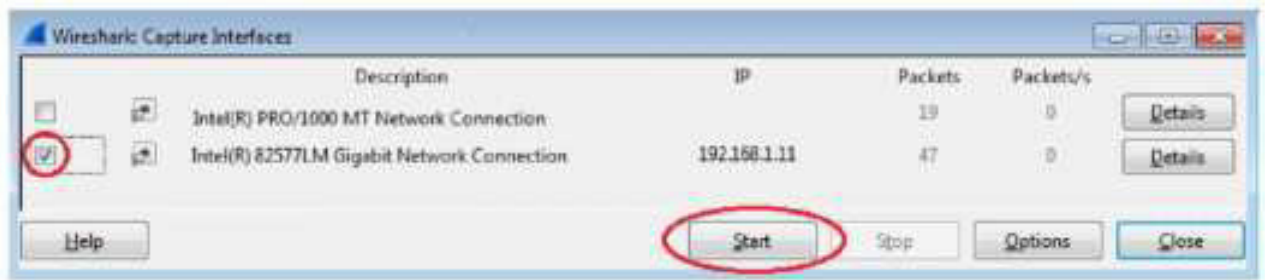 Wireshark: Capture Interfaces
Description IP Packets Packets/s
Intel(R) PRO/1000 MT Network Connection 19 0 Details
Intel(R) 82577LM Gigabit Network Connection 192.168.1.11 47 0 Details
Help Start Stop Options Close